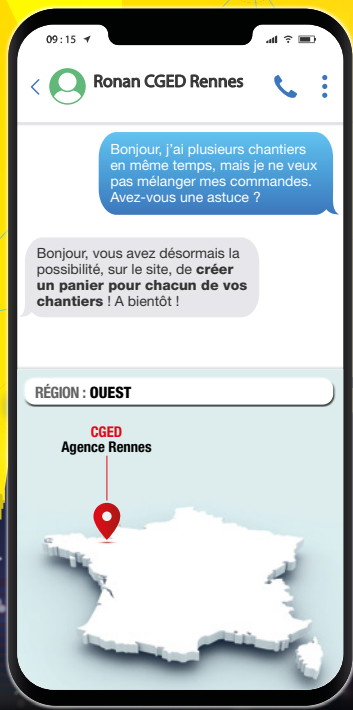 09:15
Ronan CGED Rennes
Bonjour, j'ai plusieurs chantiers
en même temps, mais je ne veux
pas mélanger mes commandes.
Avez-vous une astuce ?
Bonjour, vous avez désormais la
possibilité, sur le site, de créer
un panier pour chacun de vos
chantiers ! A bientôt !
RÉGION : OUEST
CGED
Agence Rennes